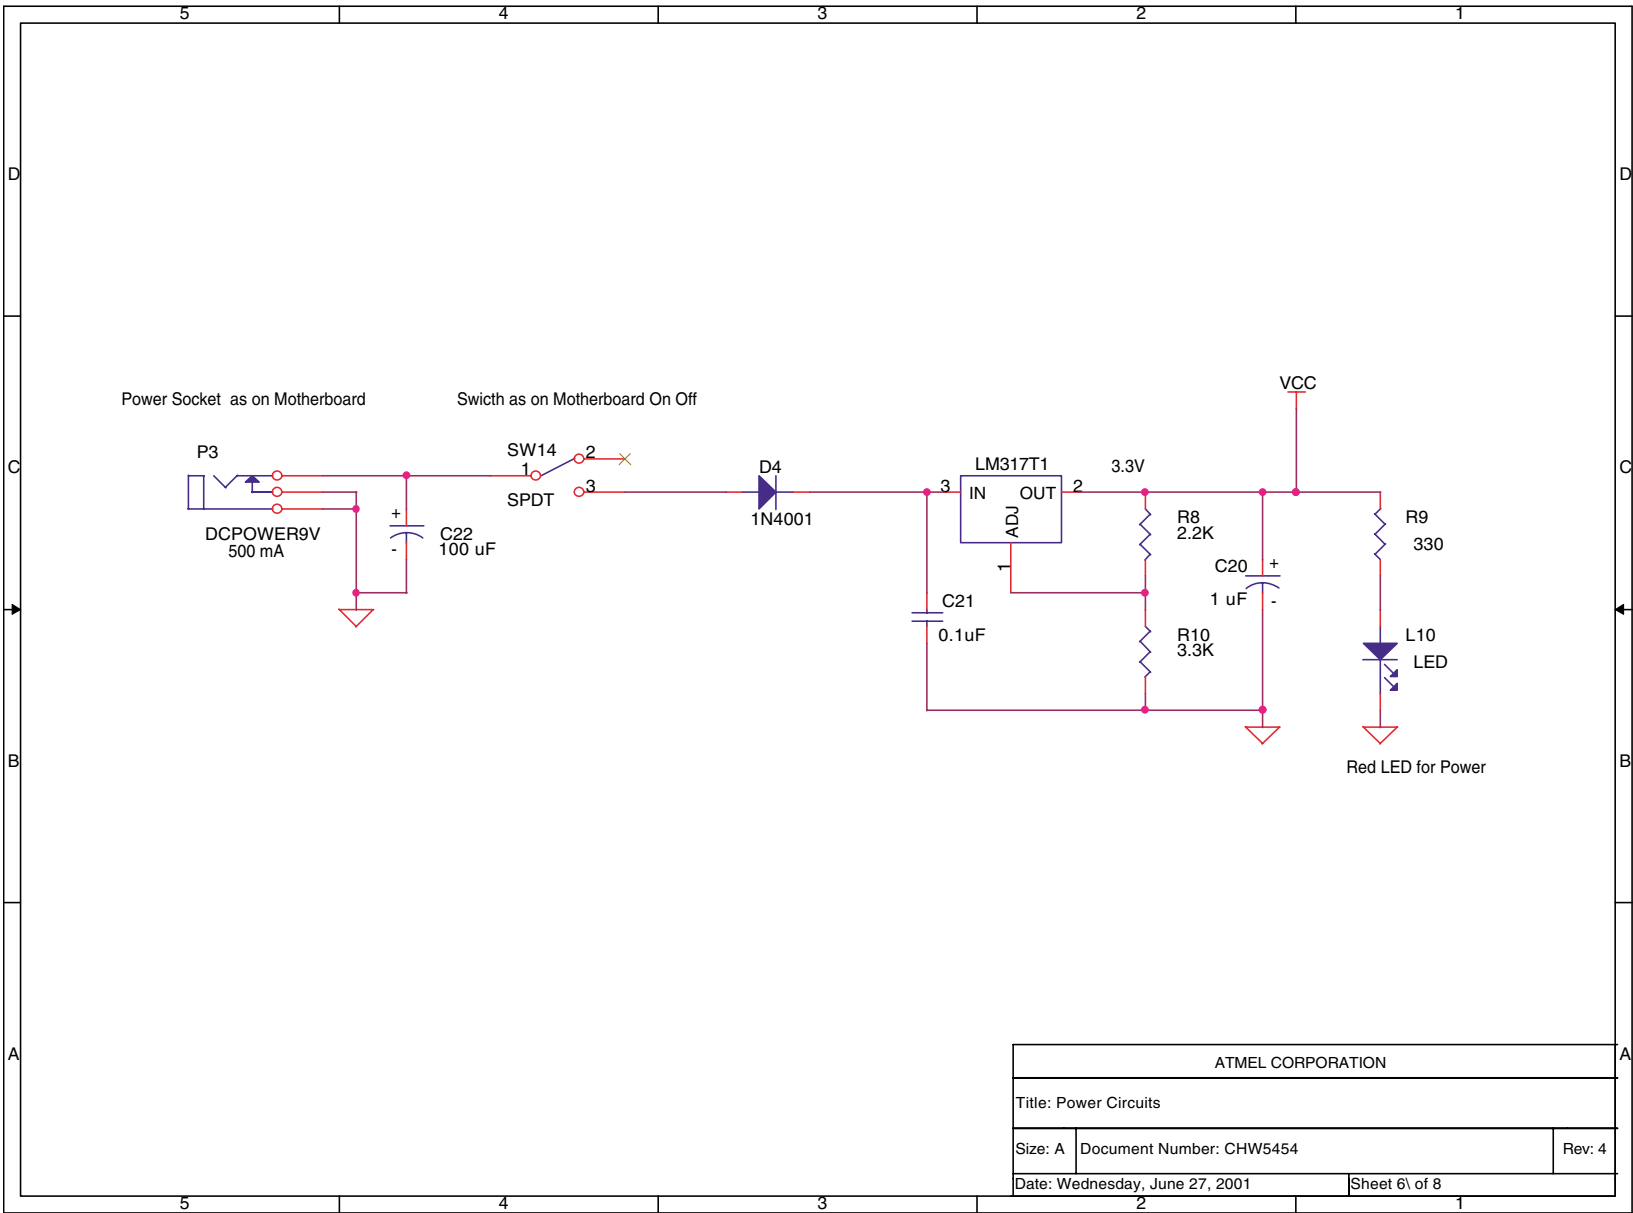 5 4 3 2 1
D D
VCC
Power Socket as on Motherboard
Swicth as on Motherboard On Off
P3
SW14
1
2
3
SPDT
C C
D4
1N4001
LM317T1
3
IN
OUT
2
ADJ
1
3.3V
DCPOWER9V
500 mA
+
-
C22
100 uF
R8
2.2K
R9
330
C20
1 uF
+
-
C21
0.1uF
R10
3.3K
L10
LED
B B
Red LED for Power
A A
ATMEL CORPORATION
Title: Power Circuits
Size: A
Document Number: CHW5454
Rev: 4
Date: Wednesday, June 27, 2001
Sheet 6\ of 8
5 4 3 2 1